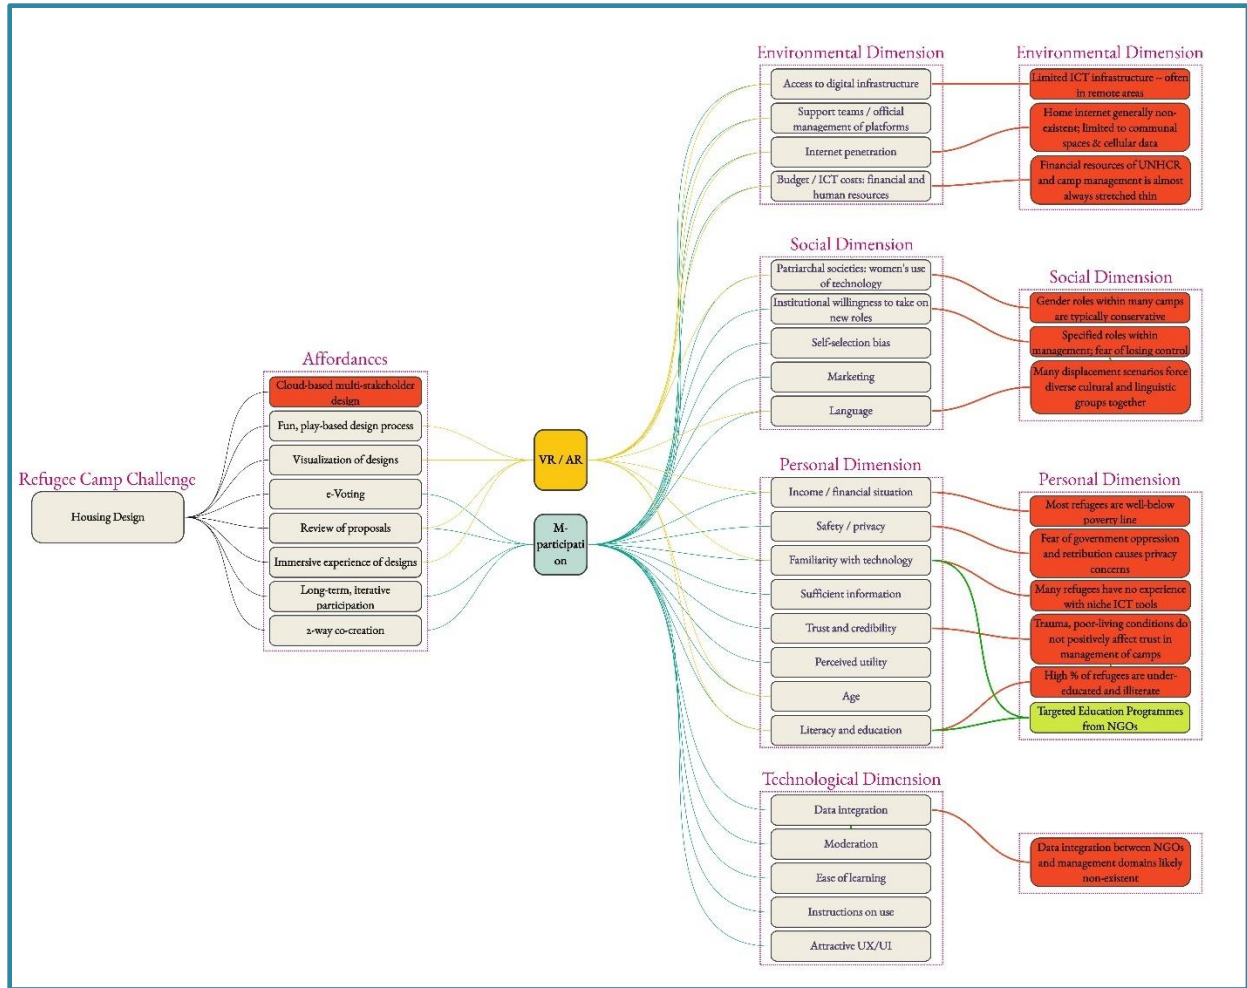 Refugee Camp Challenge
Housing Design
Affordances
Cloud-based multi-stakeholder
design
Fun, play-based design process
Visualization of designs
e-Voting
Review of proposals
Immersive experience of designs
Long-term, iterative
participation
2-way co-creation
VR / AR
M-
participati
on
Environmental Dimension
Access to digital infrastructure
Support teams / official
management of platforms
Internet penetration
Budget / ICT costs: financial and
human resources
Social Dimension
Patriarchal societies: women's use
of technology
Institutional willingness to take on
new roles
Self-selection bias
Marketing
Language
Personal Dimension
Income / financial situation
Safety / privacy
Familiarity with technology
Sufficient information
Trust and credibility
Perceived utility
Age
Literacy and education
Technological Dimension
Data integration
Moderation
Ease of learning
Instructions on use
Attractive UX/UI
Environmental Dimension
Limited ICT infrastructure – often
in remote areas
Home internet generally non-
existent; limited to communal
spaces & cellular data
Financial resources of UNHCR
and camp management is almost
always stretched thin
Social Dimension
Gender roles within many camps
are typically conservative
Specified roles within
management; fear of losing control
Many displacement scenarios force
diverse cultural and linguistic
groups together
Personal Dimension
Most refugees are well-below
poverty line
Fear of government oppression
and retribution causes privacy
concerns
Many refugees have no experience
with niche ICT tools
Trauma, poor-living conditions do
not positively affect trust in
management of camps
High % of refugees are under-
educated and illiterate
Targeted Education Programmes
from NGOs
Data integration between NGOs
and management domains likely
non-existent